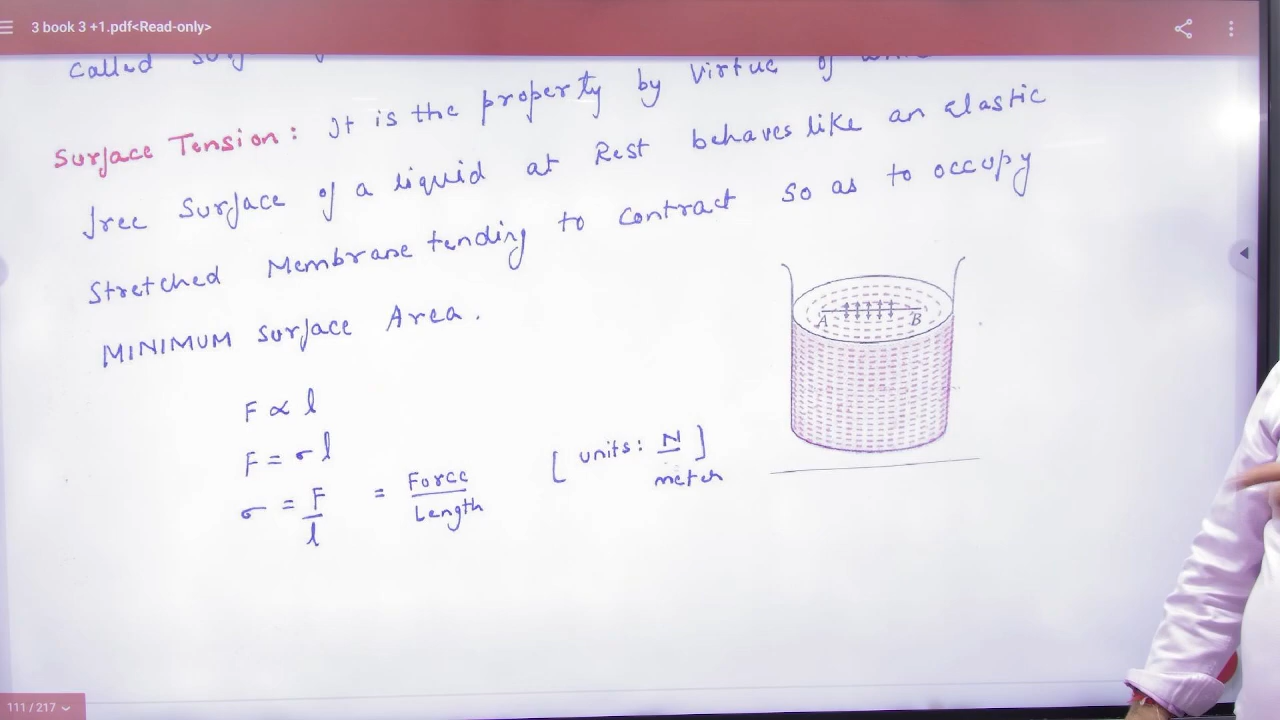 3 book 3 +1.pdf<Read-only>
Called
Surface Tension: It is the property by virtue of
free Surface of a liquid at Rest behaves like an Elastic
Stretched Membrane tending to Contract So as to occupy
MINIMUM Surface Area.
F ∝ l
F = σ l
σ = F/l = Force/Length [units: N/meter]
A B
111 / 217